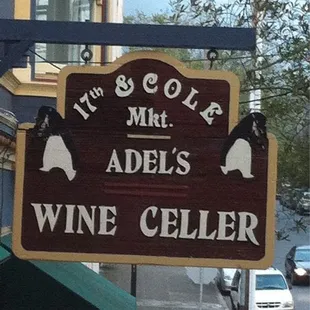 17th & COLE
Mkt.
ADEL'S
WINE CELLER